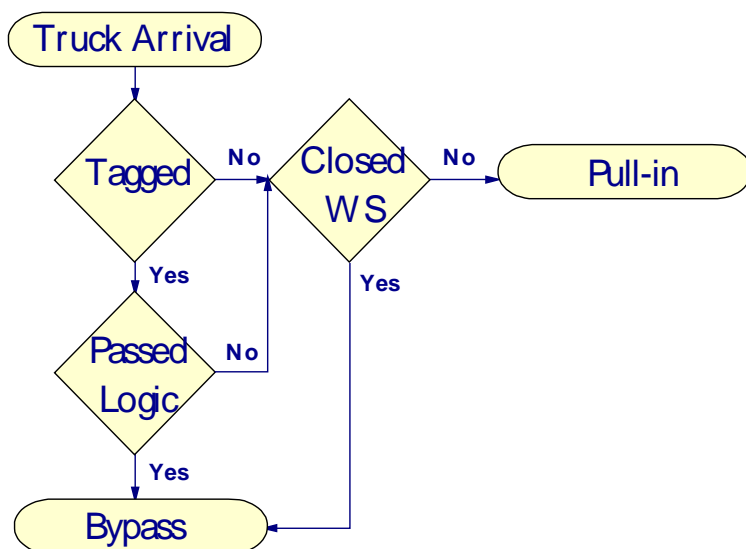 Truck Arrival
Tagged
No
Closed
WS
No
Pull-in
Yes
Yes
Passed
Logic
No
Yes
Bypass